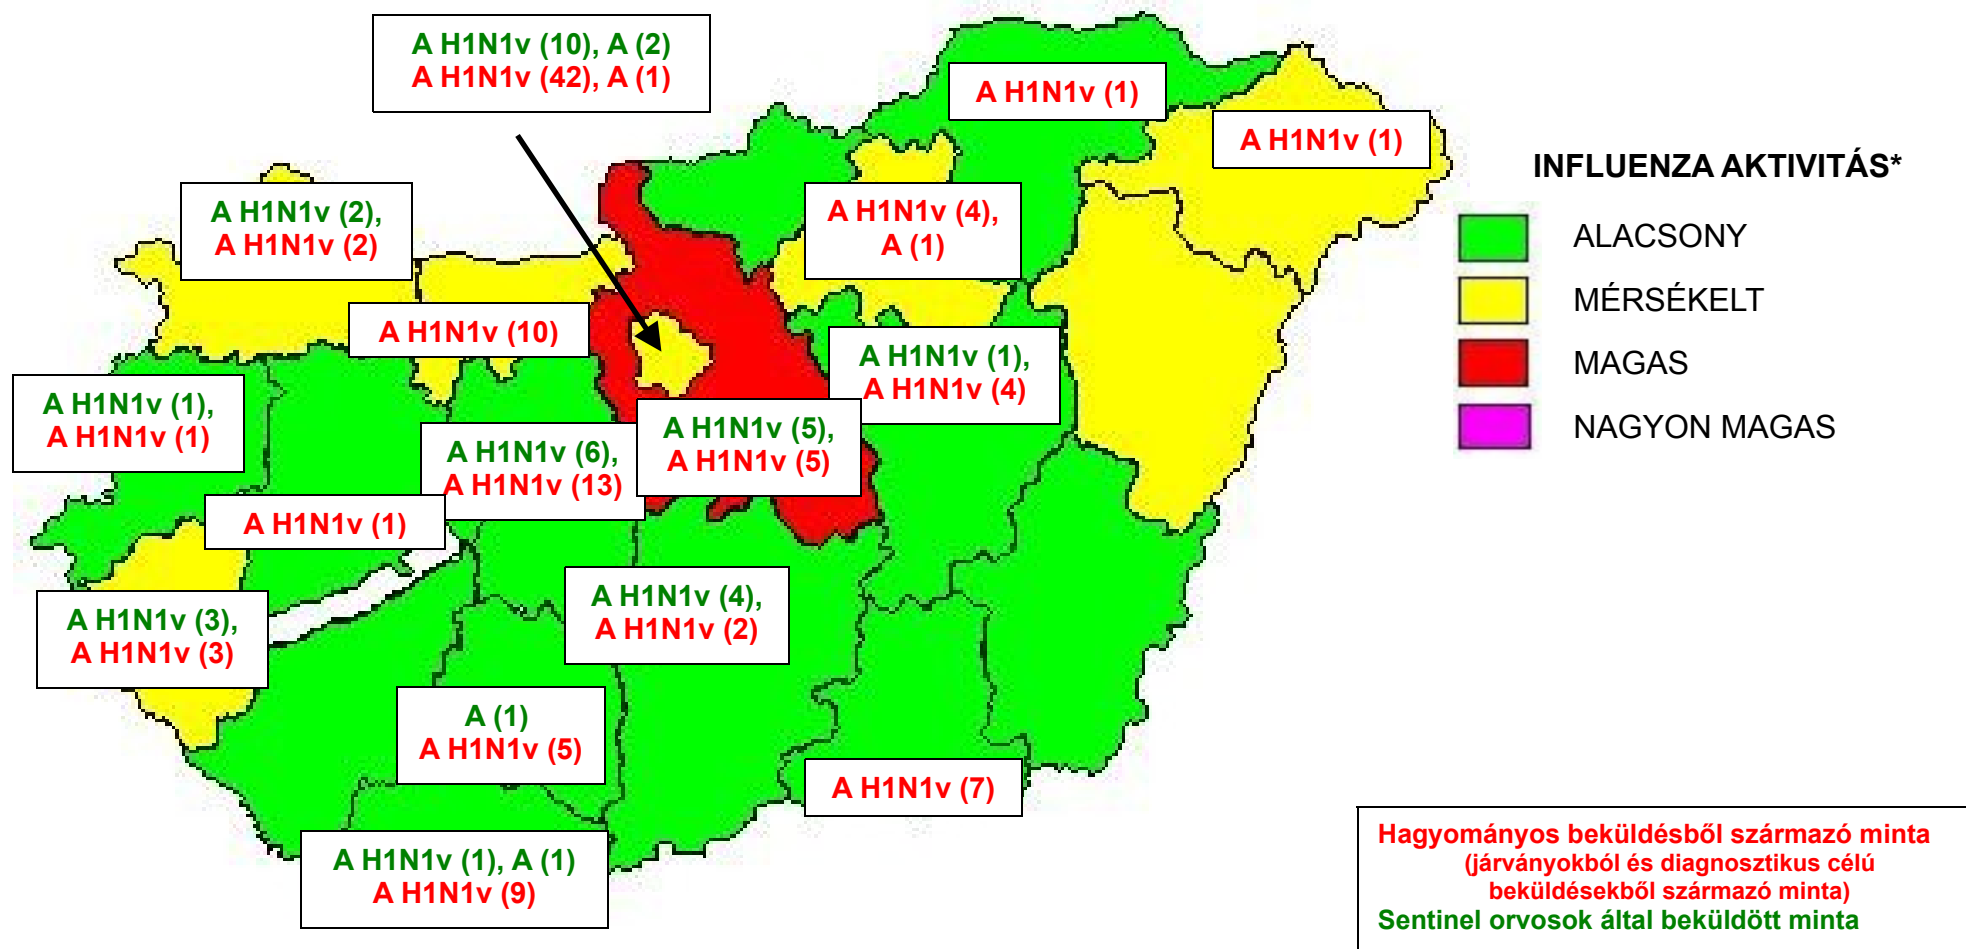 A H1N1v (10), A (2)
A H1N1v (42), A (1)
A H1N1v (1)
A H1N1v (1)
INFLUENZA AKTIVITÁS*
ALACSONY
MÉRSÉKELT
MAGAS
NAGYON MAGAS
A H1N1v (2),
A H1N1v (2)
A H1N1v (4),
A (1)
A H1N1v (10)
A H1N1v (1),
A H1N1v (4)
A H1N1v (1),
A H1N1v (1)
A H1N1v (6),
A H1N1v (13)
A H1N1v (5),
A H1N1v (5)
A H1N1v (1)
A H1N1v (3),
A H1N1v (3)
A H1N1v (4),
A H1N1v (2)
A (1)
A H1N1v (5)
A H1N1v (7)
A H1N1v (1), A (1)
A H1N1v (9)
Hagyományos beküldésből származó minta
(járványokból és diagnosztikus célú
beküldésekből származó minta)
Sentinel orvosok által beküldött minta